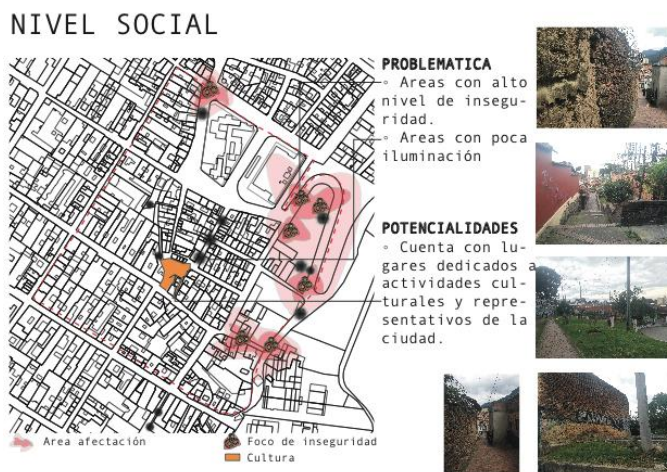 NIVEL SOCIAL
PROBLEMATICA
◦ Areas con alto
nivel de insegu-
ridad.
◦ Areas con poca
iluminación
POTENCIALIDADES
◦ Cuenta con lu-
gares dedicados a
actividades cul-
turales y repre-
sentativos de la
ciudad.
Area afectación
Foco de inseguridad
Cultura